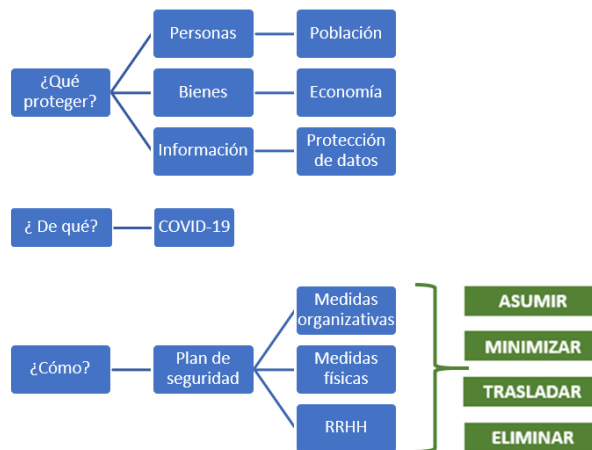 Personas
Población
¿Qué
proteger?
Bienes
Economía
Información
Protección
de datos
¿ De qué?
COVID-19
Medidas
organizativas
¿Cómo?
Plan de
seguridad
Medidas
físicas
RRHH
ASUMIR
MINIMIZAR
TRASLADAR
ELIMINAR